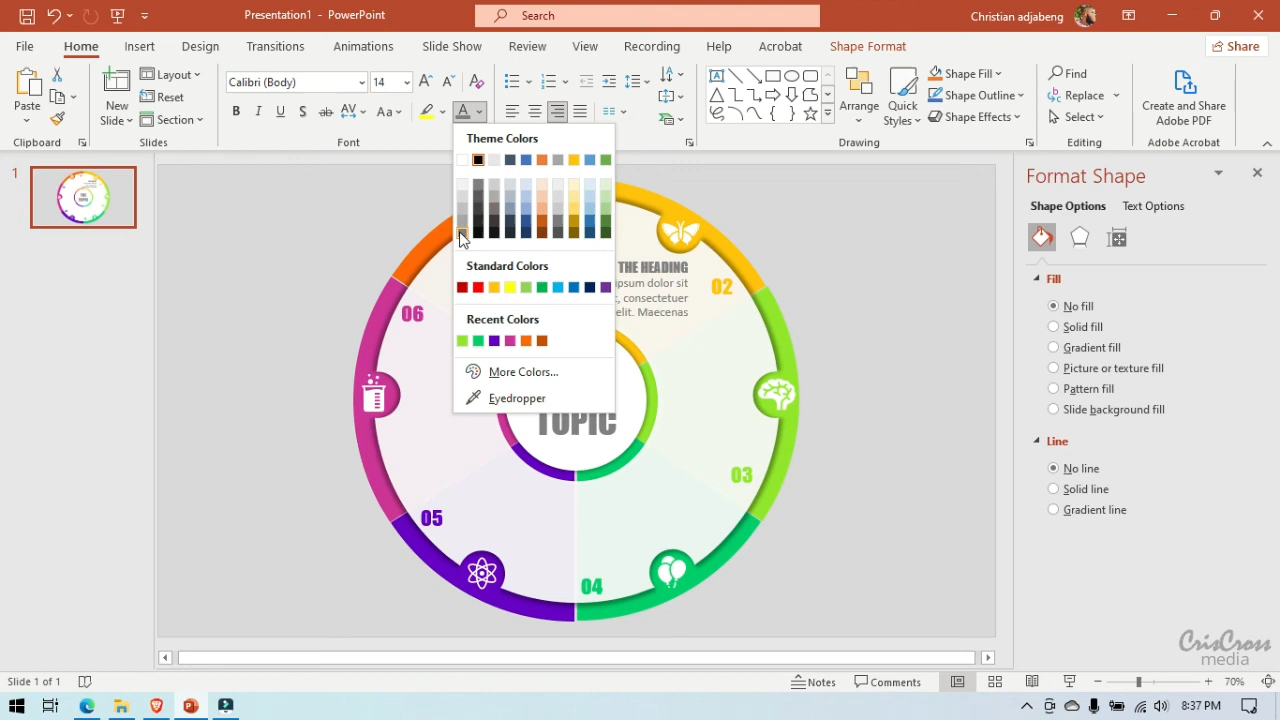 Presentation1 - PowerPoint
Search
Christian adjabeng
File Home Insert Design Transitions Animations Slide Show Review View Recording Help Acrobat Shape Format
Share
Paste
New
Slide
Layout
Reset
Section
Calibri (Body) 14
B I U S ab AV Aa A
Arrange
Quick
Styles
Shape Fill
Shape Outline
Shape Effects
Find
Replace
Select
Create and Share
Adobe PDF
Clipboard Slides Font Drawing Editing Adobe Acrobat
Theme Colors
Standard Colors
Recent Colors
More Colors...
Eyedropper
1
THE HEADING
ipsum dolor sit
, consectetuer
elit. Maecenas
02
03
04
05
06
TOPIC
Format Shape
Shape Options Text Options
Fill
No fill
Solid fill
Gradient fill
Picture or texture fill
Pattern fill
Slide background fill
Line
No line
Solid line
Gradient line
CrisCross
media
Slide 1 of 1
Notes
Comments
70%
8:37 PM